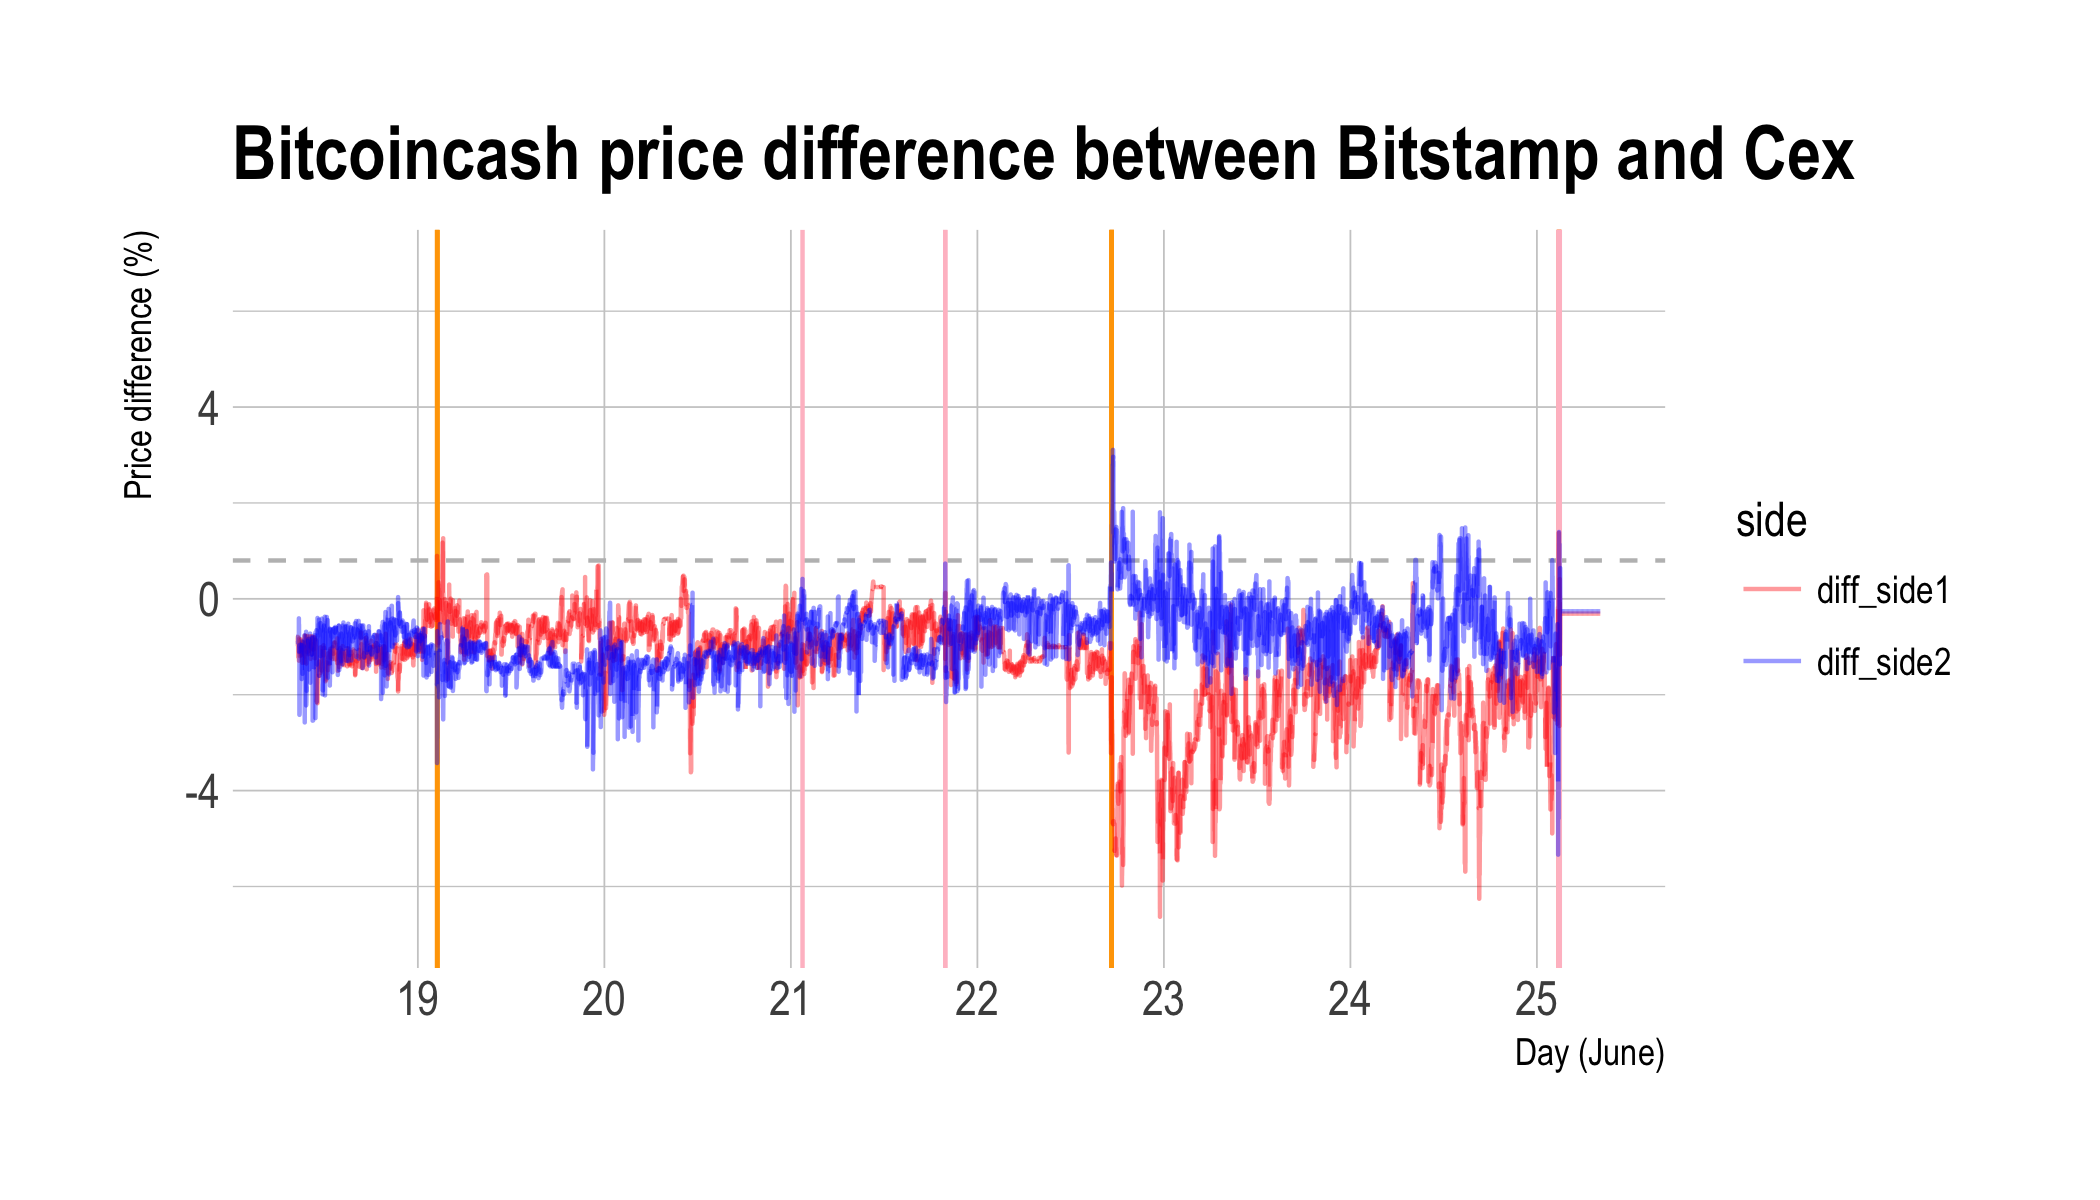 Bitcoincash price difference between Bitstamp and Cex
Price difference (%)
4
0
-4
19 20 21 22 23 24 25
Day (June)
side
diff_side1
diff_side2